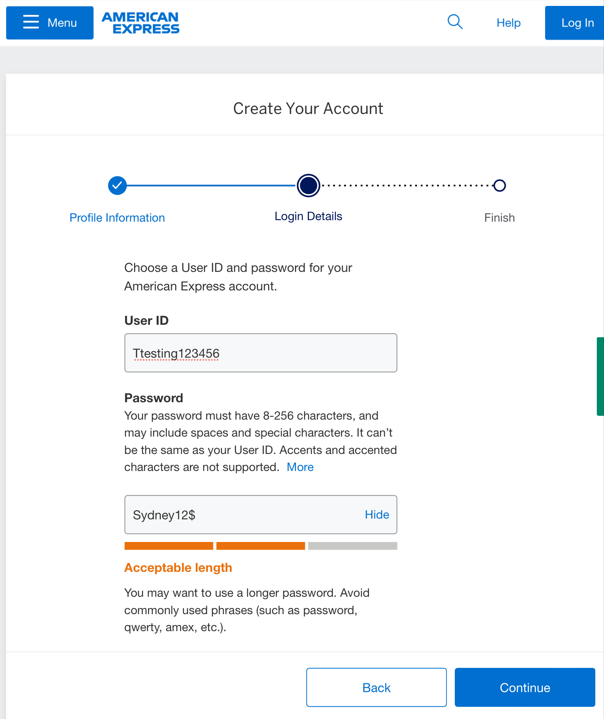 Menu
AMERICAN
EXPRESS
Help
Log In
Create Your Account
Profile Information
Login Details
Finish
Choose a User ID and password for your
American Express account.
User ID
Ttesting123456
Password
Your password must have 8-256 characters, and
may include spaces and special characters. It can't
be the same as your User ID. Accents and accented
characters are not supported. More
Sydney12$ Hide
Acceptable length
You may want to use a longer password. Avoid
commonly used phrases (such as password,
qwerty, amex, etc.).
Back
Continue